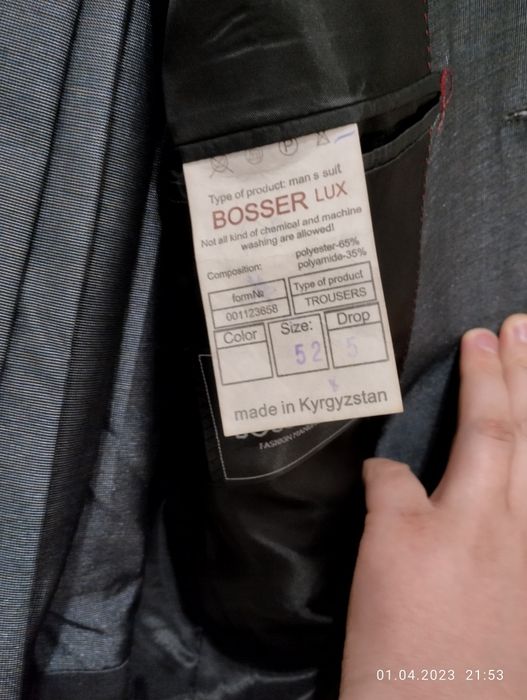 Type of product: man s suit
BOSSER LUX
Not all kind of chemical and machine
washing are allowed!
Composition: polyester-65%
polyamide-35%
form№ Type of product
001123658 TROUSERS
Color Size: Drop
52 5
made in Kyrgyzstan
FASHION
01.04.2023 21:53